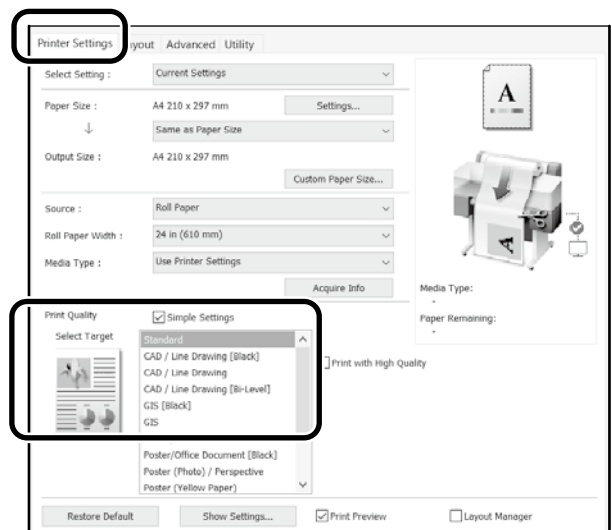 Printer Settings yout Advanced Utility
Select Setting : Current Settings
Paper Size : A4 210 x 297 mm Settings...
Same as Paper Size
Output Size : A4 210 x 297 mm
Custom Paper Size...
Source : Roll Paper
Roll Paper Width : 24 in (610 mm)
Media Type : Use Printer Settings
Acquire Info
A
A
Media Type:
-
Paper Remaining:
-
Print Quality Simple Settings
Select Target
Standard
CAD / Line Drawing [Black]
CAD / Line Drawing
CAD / Line Drawing [Bi-Level]
GIS [Black]
GIS
Print with High Quality
Poster/Office Document [Black]
Poster (Photo) / Perspective
Poster (Yellow Paper)
Restore Default Show Settings... Print Preview Layout Manager